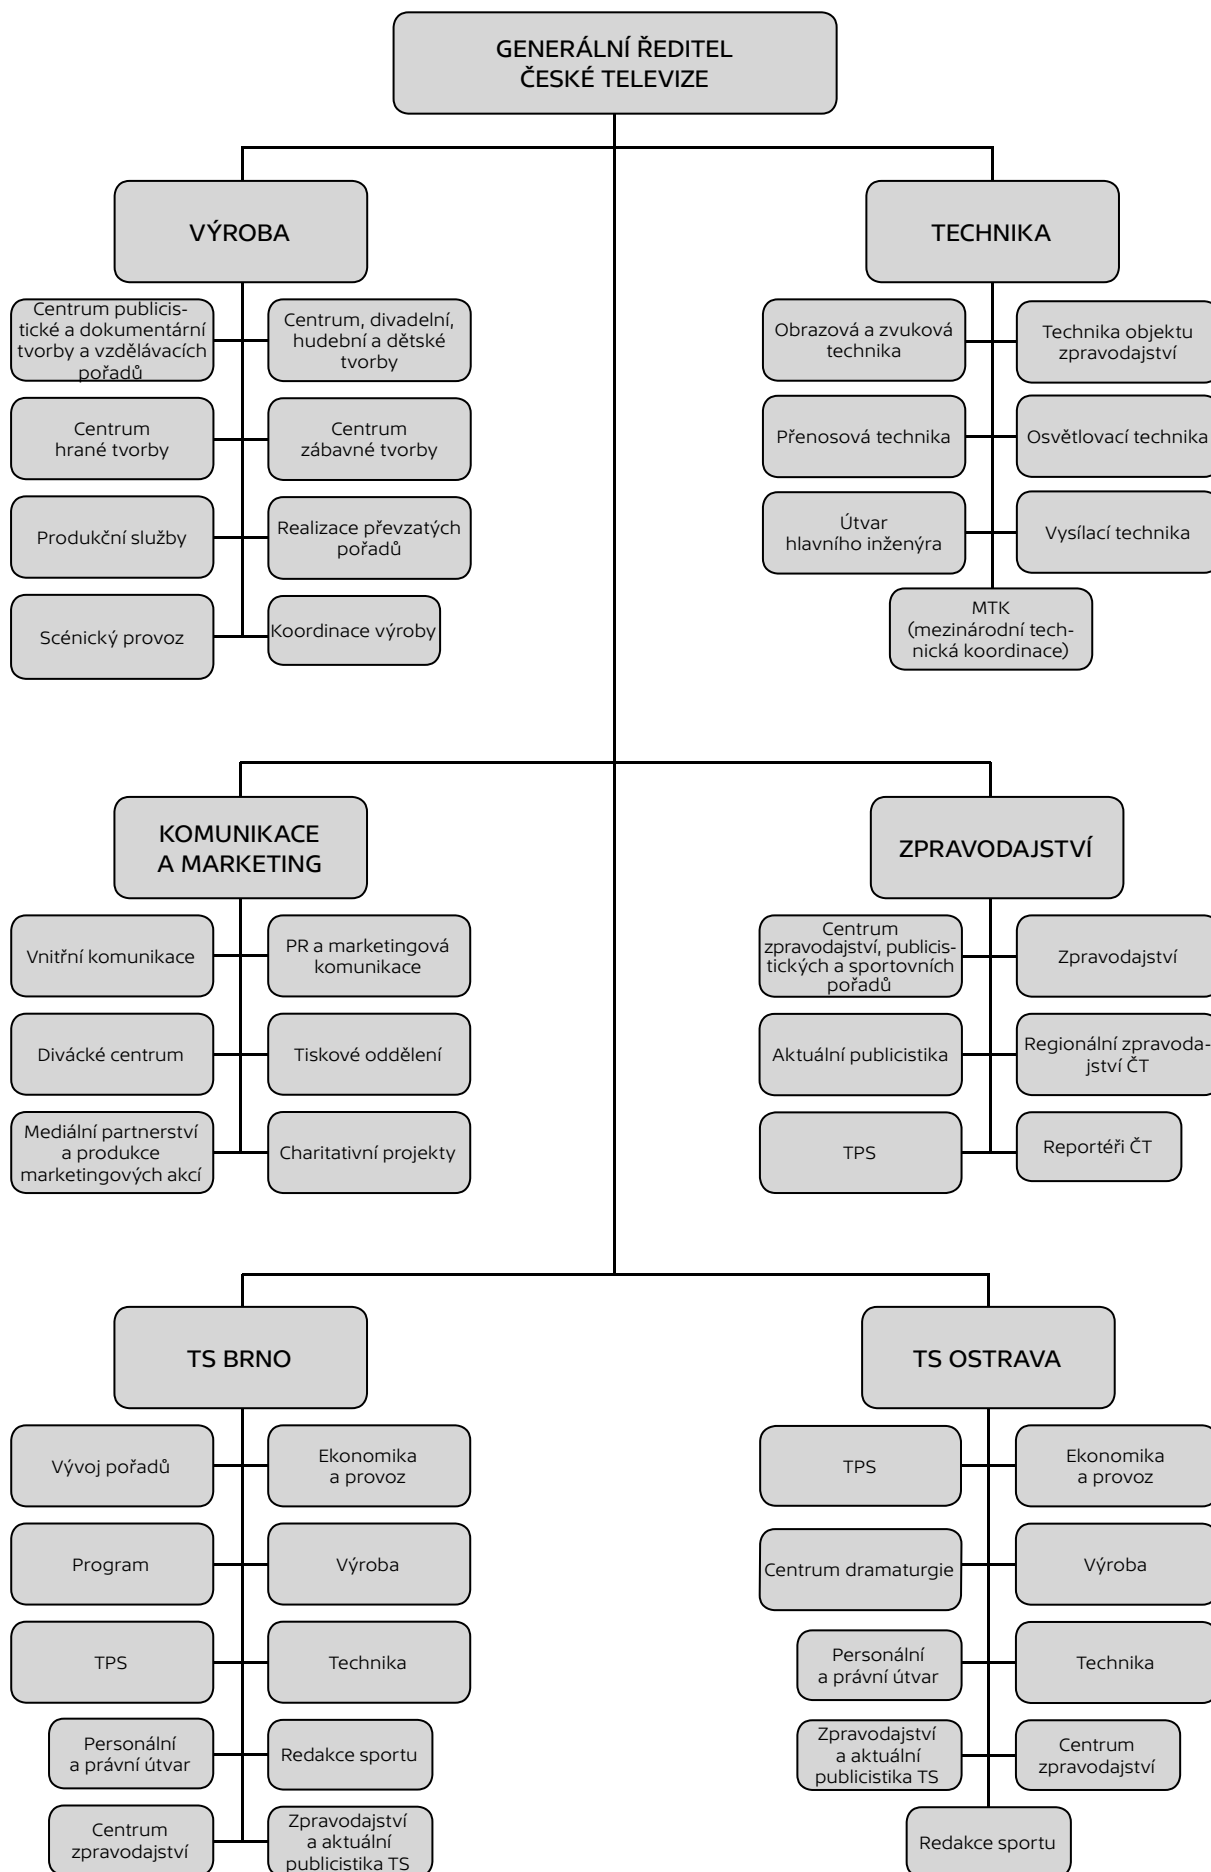 GENERÁLNÍ ŘEDITEL
ČESKÉ TELEVIZE
VÝROBA
Centrum publicis-
tické a dokumentární
tvorby a vzdělávacích
pořadů
Centrum, divadelní,
hudební a dětské
tvorby
Centrum
hrané tvorby
Centrum
zábavné tvorby
Produkční služby
Realizace převzatých
pořadů
Scénický provoz
Koordinace výroby
TECHNIKA
Obrazová a zvuková
technika
Technika objektu
zpravodajství
Přenosová technika
Osvětlovací technika
Útvar
hlavního inženýra
Vysílací technika
MTK
(mezinárodní tech-
nická koordinace)
KOMUNIKACE
A MARKETING
Vnitřní komunikace
PR a marketingová
komunikace
Divácké centrum
Tiskové oddělení
Mediální partnerství
a produkce
marketingových akcí
Charitativní projekty
ZPRAVODAJSTVÍ
Centrum
zpravodajství, publicis-
tických a sportovních
pořadů
Zpravodajství
Aktuální publicistika
Regionální zpravoda-
jství ČT
TPS
Reportéři ČT
TS BRNO
Vývoj pořadů
Ekonomika
a provoz
Program
Výroba
TPS
Technika
Personální
a právní útvar
Redakce sportu
Centrum
zpravodajství
Zpravodajství
a aktuální
publicistika TS
TS OSTRAVA
TPS
Ekonomika
a provoz
Centrum dramaturgie
Výroba
Personální
a právní útvar
Technika
Zpravodajství
a aktuální
publicistika TS
Centrum
zpravodajství
Redakce sportu